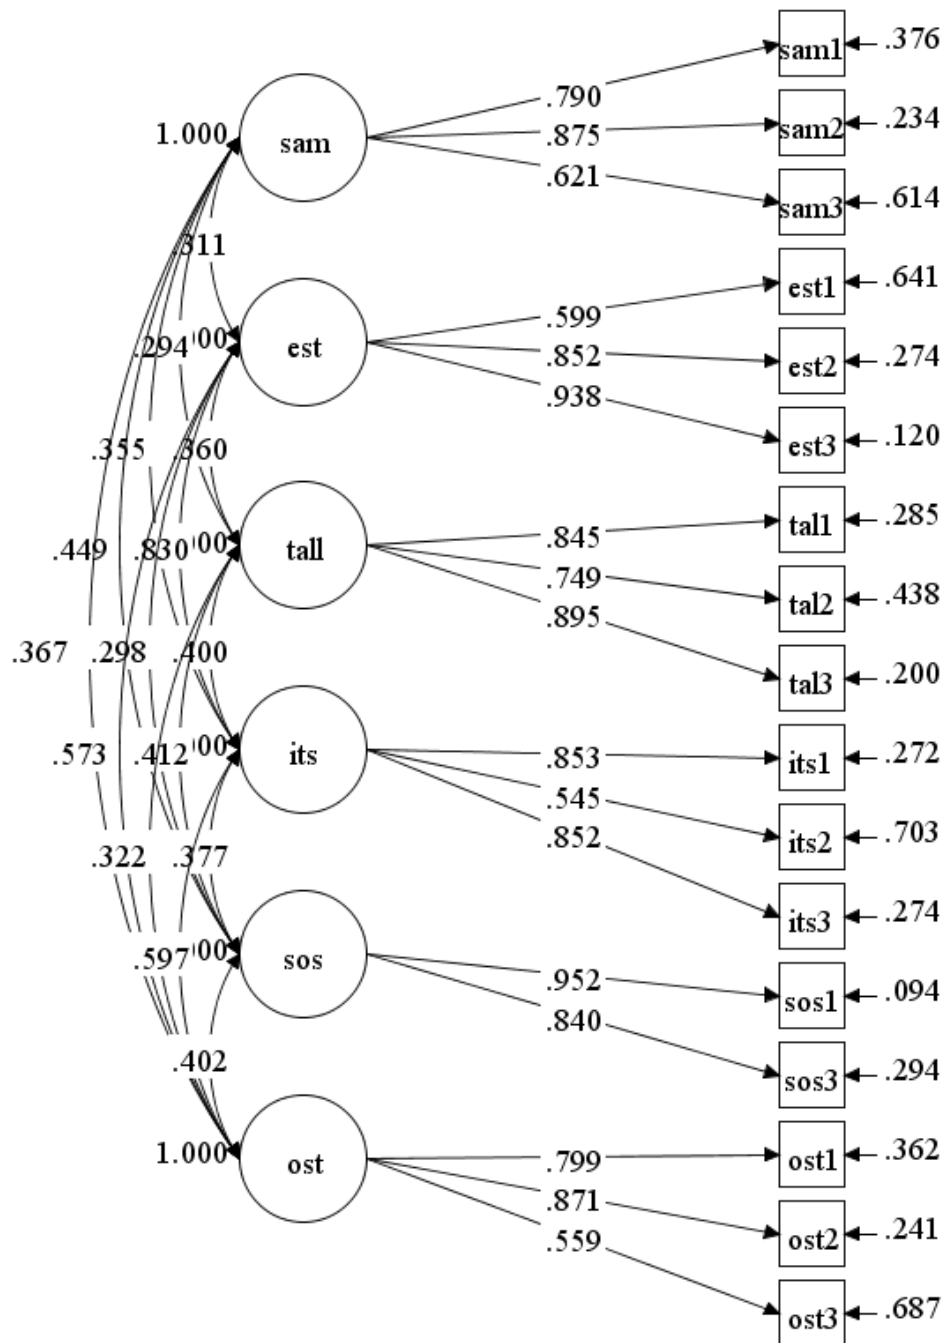 sam1 .376
.790
1.000 sam .875 sam2 .234
.621
sam3 .614
.311
est1 .641
.599
.294 00 est .852 est2 .274
.938
est3 .120
.355 .360
tal1 .285
.845
.449 .830 00 tall .749 tal2 .438
.895
.367 .298 .400
tal3 .200
.573 .412 00 its .853 its1 .272
.545
its2 .703
.852
.322 .377
its3 .274
.597 00 sos .952 sos1 .094
.840
sos3 .294
.402
1.000 ost .799 ost1 .362
.871
ost2 .241
.559
ost3 .687